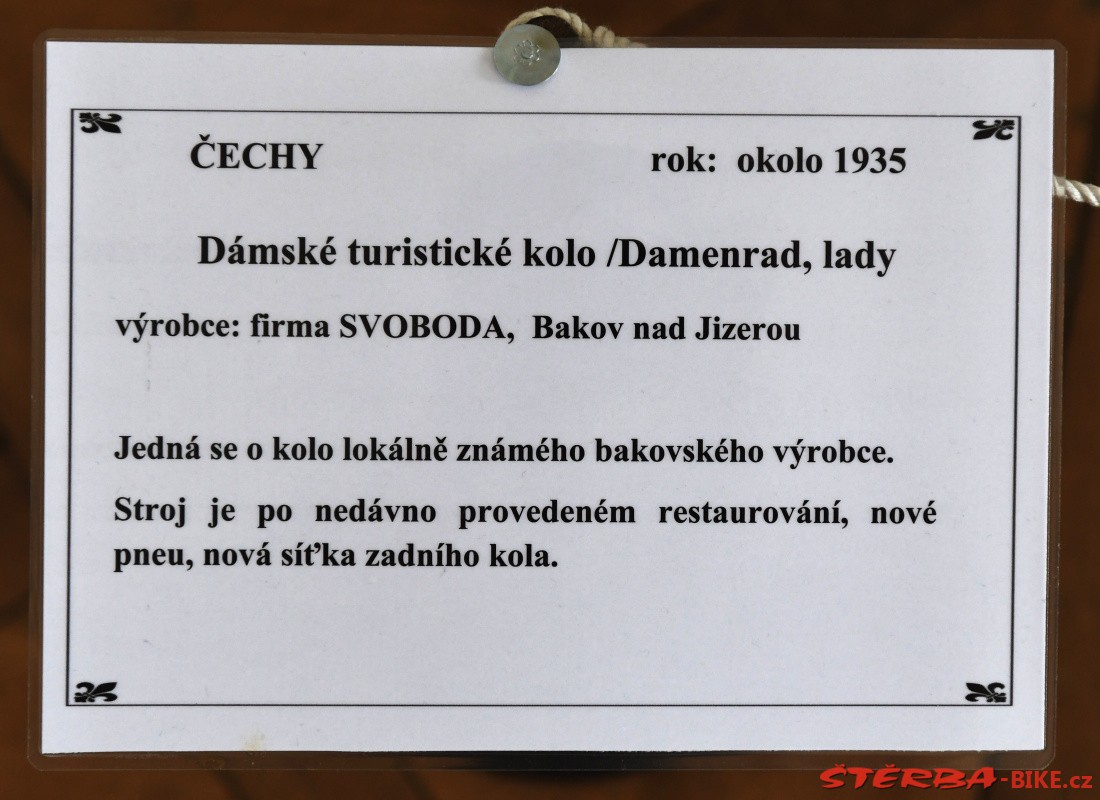 ČECHY rok: okolo 1935
Dámské turistické kolo /Damenrad, lady
výrobce: firma SVOBODA, Bakov nad Jizerou
Jedná se o kolo lokálně známého bakovského výrobce.
Stroj je po nedávno provedeném restaurování, nové
pneu, nová síťka zadního kola.
ŠTĚRBA-BIKE.cz